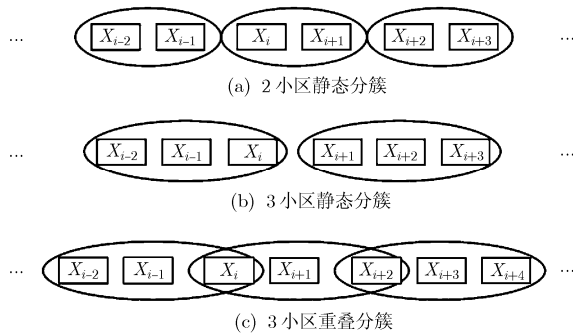 ... X_{i-2} X_{i-1} X_i X_{i+1} X_{i+2} X_{i+3} ...
(a) 2小区静态分簇
... X_{i-2} X_{i-1} X_i X_{i+1} X_{i+2} X_{i+3} ...
(b) 3小区静态分簇
... X_{i-2} X_{i-1} X_i X_{i+1} X_{i+2} X_{i+3} X_{i+4} ...
(c) 3小区重叠分簇